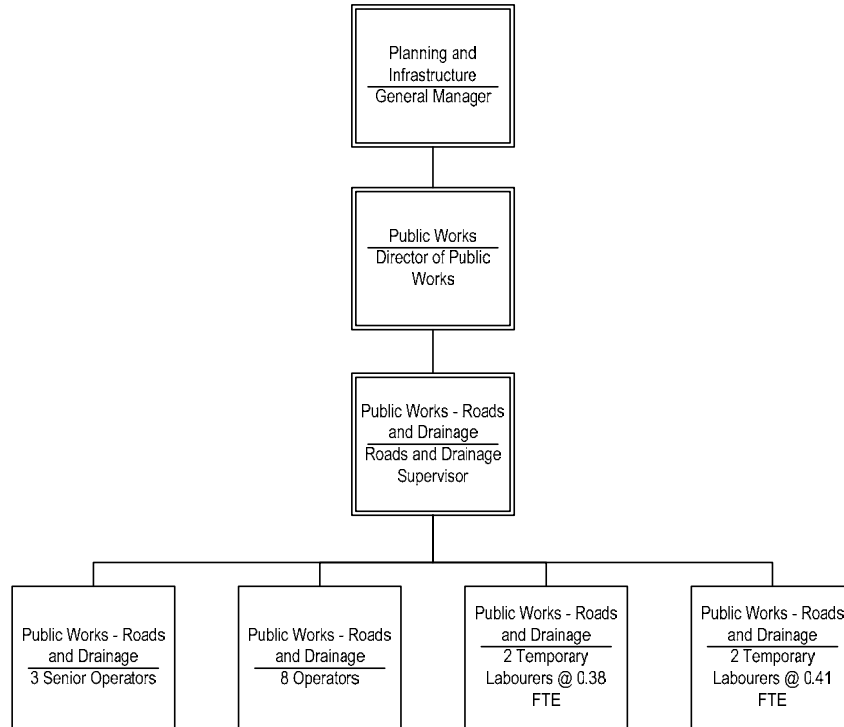 Planning and
Infrastructure
General Manager
Public Works
Director of Public
Works
Public Works - Roads
and Drainage
Roads and Drainage
Supervisor
Public Works - Roads
and Drainage
3 Senior Operators
Public Works - Roads
and Drainage
8 Operators
Public Works - Roads
and Drainage
2 Temporary
Labourers @ 0.38
FTE
Public Works - Roads
and Drainage
2 Temporary
Labourers @ 0.41
FTE